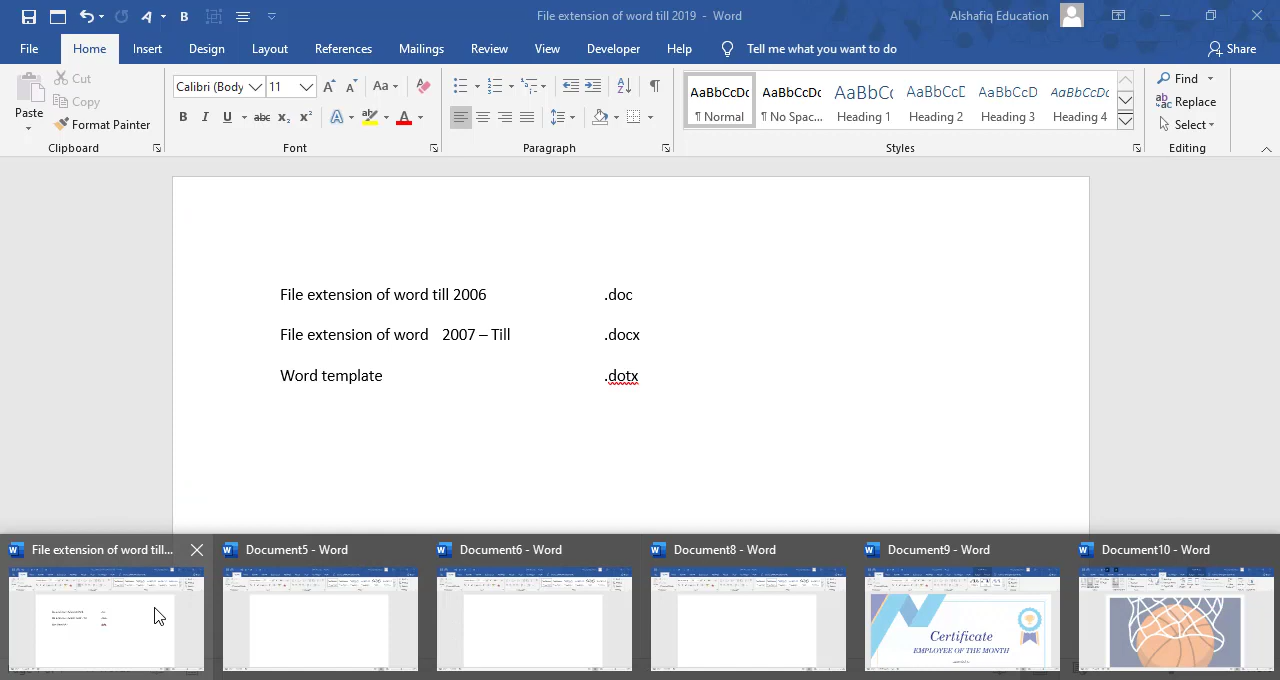 File extension of word till 2019 - Word
Alshafiq Education
File Home Insert Design Layout References Mailings Review View Developer Help Tell me what you want to do Share
Paste
Cut
Copy
Format Painter
Clipboard
Calibri (Body 11
Font
Paragraph
AaBbCcDc AaBbCcDc AaBbCc AaBbCcE AaBbCcD AaBbCcDc
¶ Normal ¶ No Spac... Heading 1 Heading 2 Heading 3 Heading 4
Styles
Find
Replace
Select
Editing
File extension of word till 2006 .doc
File extension of word 2007 – Till .docx
Word template .dotx
File extension of word till... Document5 - Word Document6 - Word Document8 - Word Document9 - Word Document10 - Word
Certificate
EMPLOYEE OF THE MONTH